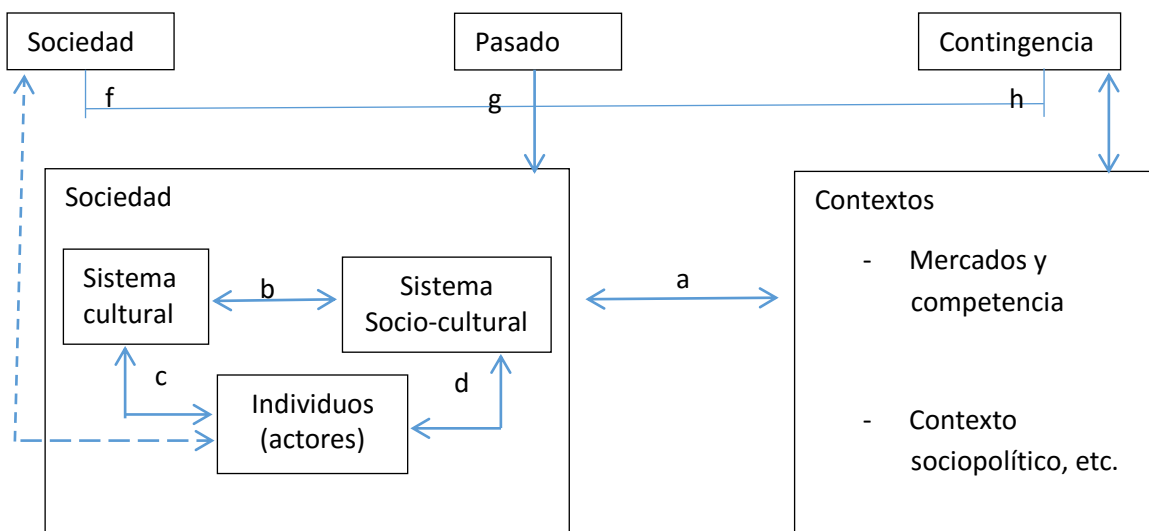 Sociedad
Pasado
Contingencia
f
g
h
Sociedad
Contextos
Sistema
cultural
b
Sistema
Socio-cultural
a
- Mercados y
competencia
c
d
Individuos
(actores)
- Contexto
sociopolítico, etc.